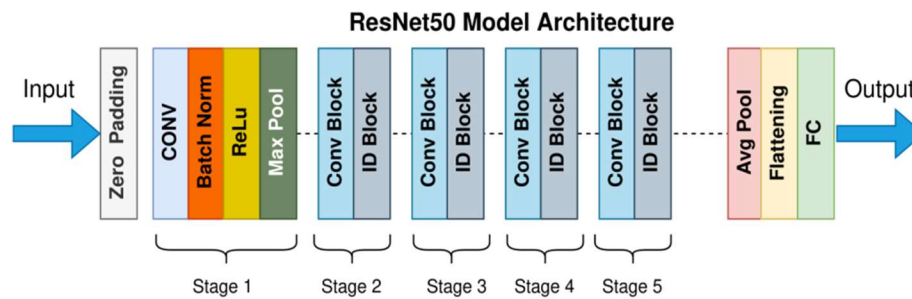 ResNet50 Model Architecture
Input
Zero Padding
CONV
Batch Norm
ReLu
Max Pool
Conv Block
ID Block
Conv Block
ID Block
Conv Block
ID Block
Conv Block
ID Block
Avg Pool
Flattening
FC
Output
Stage 1
Stage 2
Stage 3
Stage 4
Stage 5